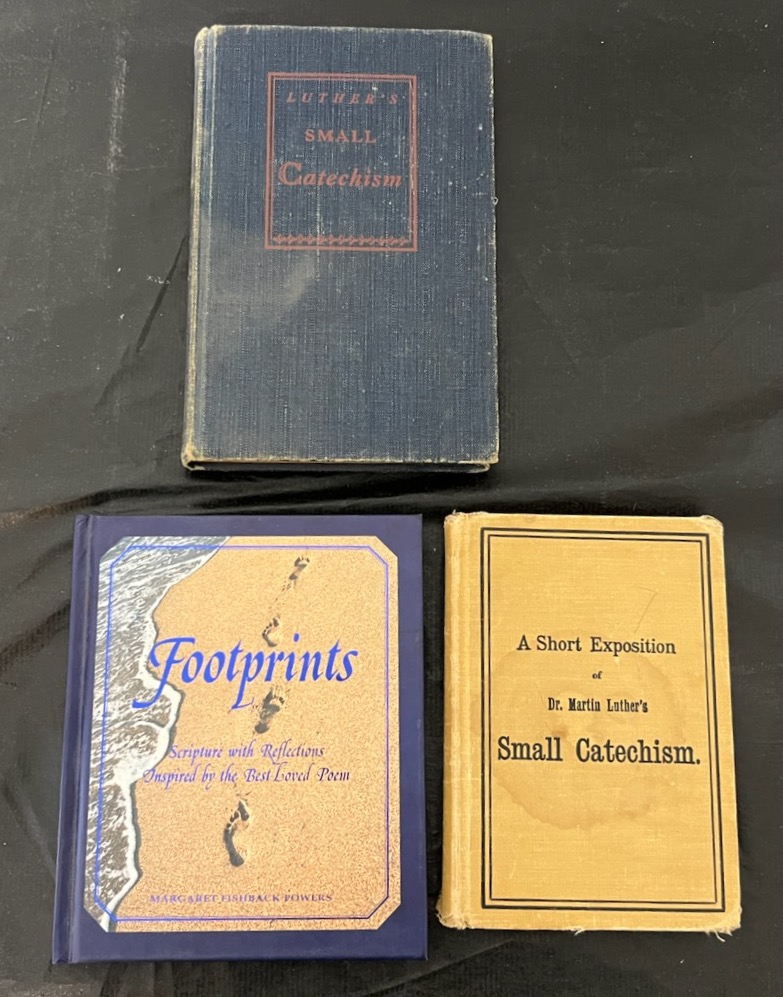 LUTHER'S
SMALL
Catechism
Footprints
Scripture with Reflections
Inspired by the Best Loved Poem
MARGARET FISHBACK POWERS
A Short Exposition
of
Dr. Martin Luther's
Small Catechism.